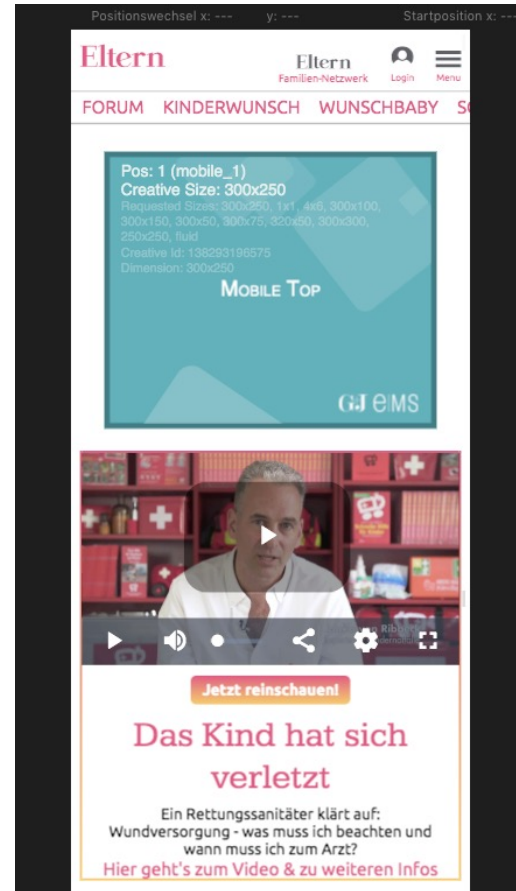 Positionswechsel x: --- y: --- Startposition x: ---
Eltern
Eltern
Familien-Netzwerk
Login
Menu
FORUM KINDERWUNSCH WUNSCHBABY
Pos: 1 (mobile_1)
Creative Size: 300x250
Requested Sizes: 300x250, 1x1, 4x6, 300x100,
300x150, 300x50, 300x75, 320x50, 300x300,
250x250, fluid
Creative Id: 138293196575
Dimension: 300x250
MOBILE TOP
G+J e|MS
Jetzt reinschauen!
Das Kind hat sich
verletzt
Ein Rettungssanitäter klärt auf:
Wundversorgung - was muss ich beachten und
wann muss ich zum Arzt?
Hier geht's zum Video & zu weiteren Infos